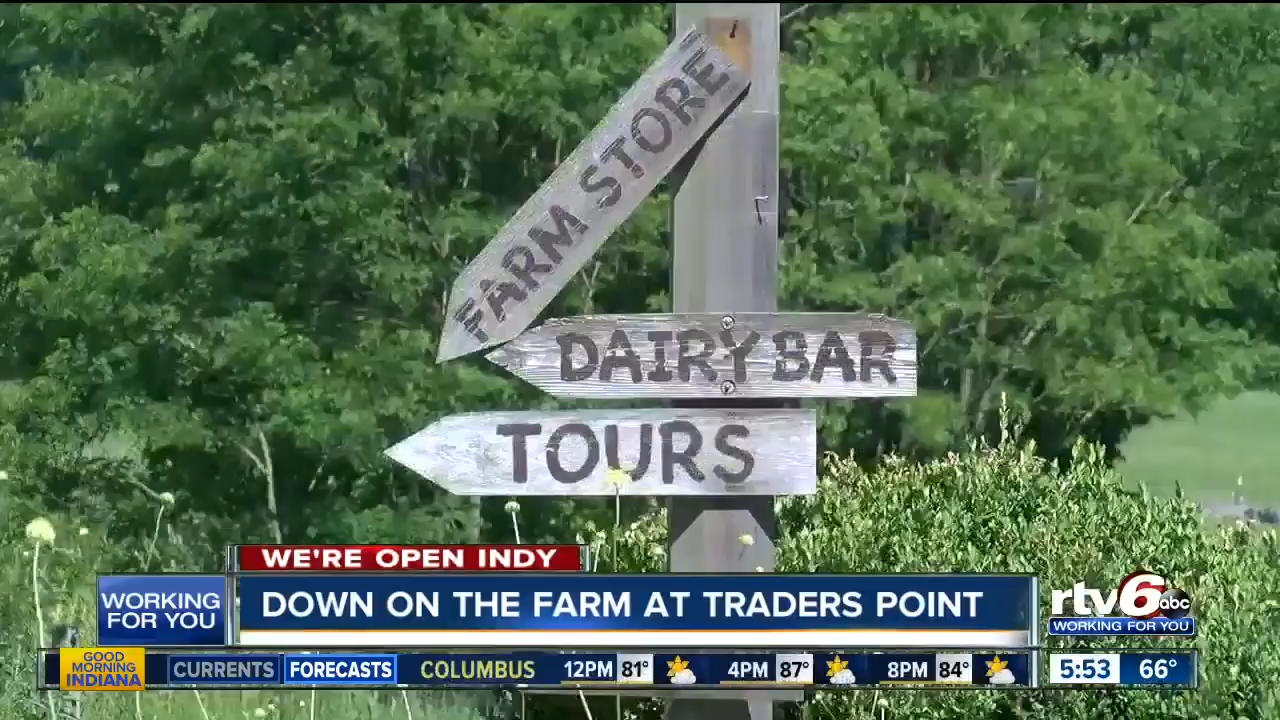 FARM STORE
DAIRY BAR
TOURS
WE'RE OPEN INDY
WORKING
FOR YOU
DOWN ON THE FARM AT TRADERS POINT
rtv6 abc
WORKING FOR YOU
GOOD
MORNING
INDIANA
CURRENTS FORECASTS COLUMBUS 12PM 81° 4PM 87° 8PM 84°
5:53 66°